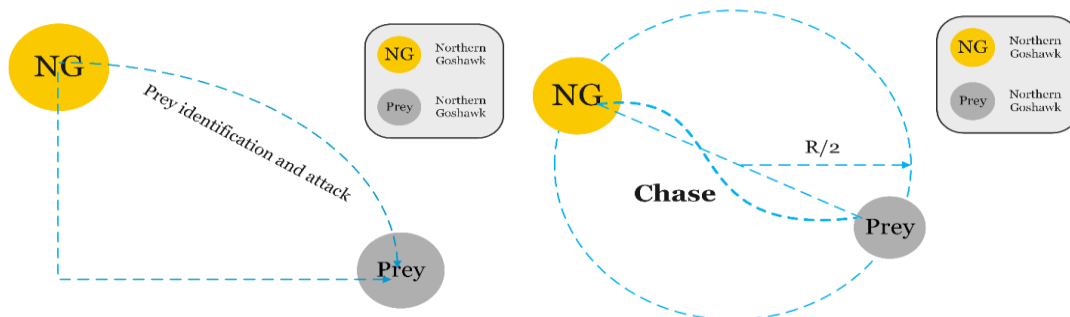 NG
Prey identification and attack
Prey
NG
Northern
Goshawk
Prey
Northern
Goshawk
NG
R/2
Chase
Prey
NG
Northern
Goshawk
Prey
Northern
Goshawk